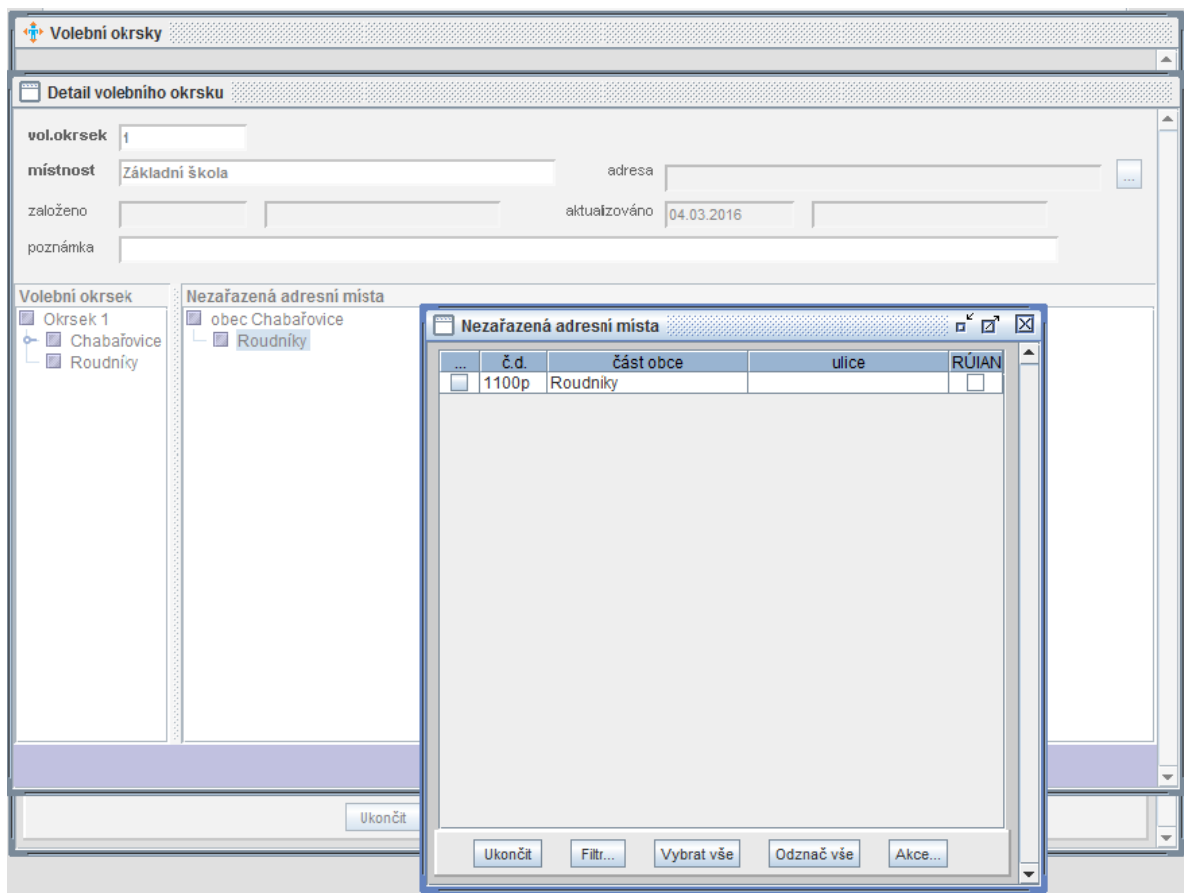 Volební okrsky
Detail volebního okrsku
vol.okrsek 1
místnost Základní škola adresa ...
založeno aktualizováno 04.03.2016
poznámka
Volební okrsek
Okrsek 1
Chabařovice
Roudníky
Nezařazená adresní místa
obec Chabařovice
Roudníky
Nezařazená adresní místa
... č.d. část obce ulice RÚIAN
1100p Roudníky
Ukončit
Ukončit Filtr... Vybrat vše Odznač vše Akce...